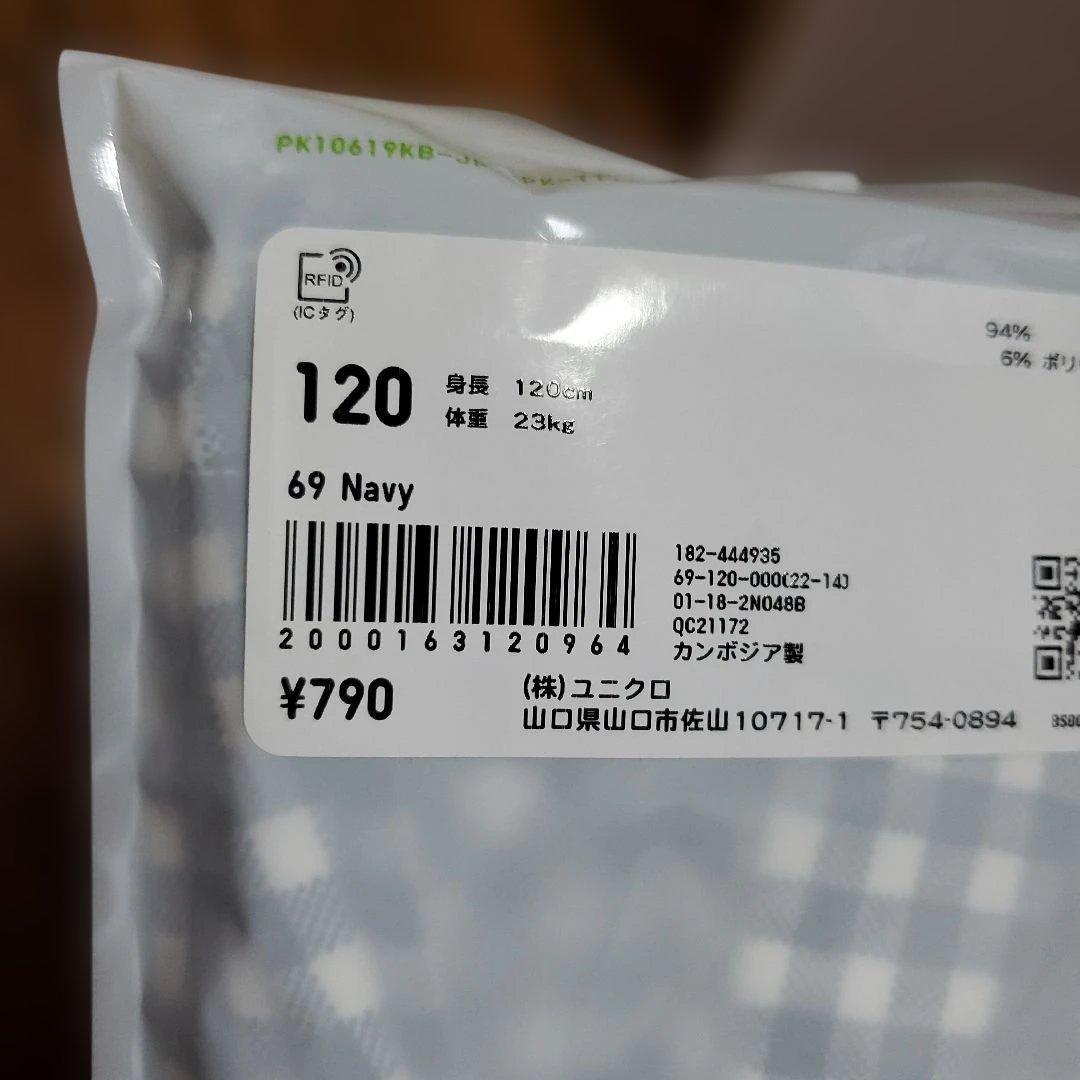 PK10619KB-
RFID
(ICタグ)
94%
6% ポリ
120
身長 120cm
体重 23kg
69 Navy
2000163120964
182-444935
69-120-000(22-14)
01-18-2N048B
QC21172
カンボジア製
¥790
(株)ユニクロ
山口県山口市佐山10717-1 〒754-0894